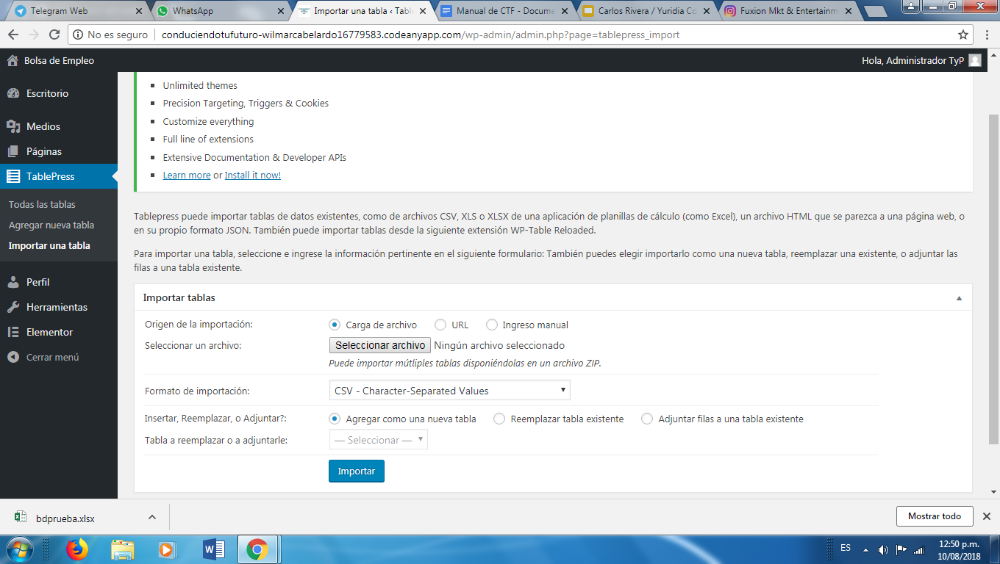 Telegram Web
WhatsApp
Importar una tabla ‹ Tabl
Manual de CTF - Docume
Carlos Rivera / Yuridia Co
Fuxion Mkt & Entertainm
No es seguro
conduciendotufuturo-wilmarcabelardo16779583.codeanyapp.com/wp-admin/admin.php?page=tablepress_import
Bolsa de Empleo
Hola, Administrador TyP
Escritorio
Medios
Páginas
TablePress
Todas las tablas
Agregar nueva tabla
Importar una tabla
Perfil
Herramientas
Elementor
Cerrar menú
Unlimited themes
Precision Targeting, Triggers & Cookies
Customize everything
Full line of extensions
Extensive Documentation & Developer APIs
Learn more or Install it now!
Tablepress puede importar tablas de datos existentes, como de archivos CSV, XLS o XLSX de una aplicación de planillas de cálculo (como Excel), un archivo HTML que se parezca a una página web, o
en su propio formato JSON. También puede importar tablas desde la siguiente extensión WP-Table Reloaded.
Para importar una tabla, seleccione e ingrese la información pertinente en el siguiente formulario: También puedes elegir importarlo como una nueva tabla, reemplazar una existente, o adjuntar las
filas a una tabla existente.
Importar tablas
Origen de la importación:
Carga de archivo
URL
Ingreso manual
Seleccionar un archivo:
Seleccionar archivo
Ningún archivo seleccionado
Puede importar mútliples tablas disponiéndolas en un archivo ZIP.
Formato de importación:
CSV - Character-Separated Values
Insertar, Reemplazar, o Adjuntar?:
Agregar como una nueva tabla
Reemplazar tabla existente
Adjuntar filas a una tabla existente
Tabla a reemplazar o a adjuntarle:
— Seleccionar —
Importar
bdprueba.xlsx
Mostrar todo
ES
12:50 p.m.
10/08/2018